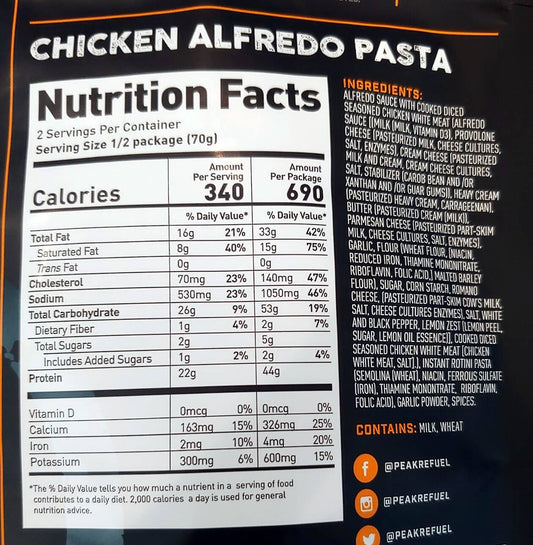 CHICKEN ALFREDO PASTA
Nutrition Facts
2 Servings Per Container
Serving Size 1/2 package (70g)
Calories
Amount Per Serving 340
Amount Per Package 690
% Daily Value* % Daily Value*
Total Fat 16g 21% 33g 42%
Saturated Fat 8g 40% 15g 75%
Trans Fat 0g 0g
Cholesterol 70mg 23% 140mg 47%
Sodium 530mg 23% 1050mg 46%
Total Carbohydrate 26g 9% 53g 19%
Dietary Fiber 1g 4% 2g 7%
Total Sugars 2g 5g
Includes Added Sugars 1g 2% 2g 4%
Protein 22g 44g
Vitamin D 0mcg 0% 0mcg 0%
Calcium 163mg 15% 326mg 25%
Iron 2mg 10% 4mg 20%
Potassium 300mg 6% 600mg 15%
*The % Daily Value tells you how much a nutrient in a serving of food
contributes to a daily diet. 2,000 calories a day is used for general
nutrition advice.
INGREDIENTS:
ALFREDO SAUCE WITH COOKED DICED
SEASONED CHICKEN WHITE MEAT (ALFREDO
SAUCE [(MILK (MILK, VITAMIN D3), PROVOLONE
CHEESE (PASTEURIZED MILK, CHEESE CULTURES,
SALT, ENZYMES), CREAM CHEESE (PASTEURIZED
MILK AND CREAM, CREAM CHEESE CULTURES,
SALT, STABILIZER (CAROB BEAN AND/OR
XANTHAN AND /OR GUAR GUMS)), HEAVY CREAM
(PASTEURIZED HEAVY CREAM, CARRAGEENAN),
BUTTER (PASTEURIZED CREAM (MILK),
PARMESAN CHEESE (PASTEURIZED PART-SKIM
MILK, CHEESE CULTURES, SALT, ENZYMES),
GARLIC, FLOUR (WHEAT FLOUR, (NIACIN,
REDUCED IRON, THIAMINE MONONITRATE,
RIBOFLAVIN, FOLIC ACID,) MALTED BARLEY
FLOUR), SUGAR, CORN STARCH, ROMANO
CHEESE, (PASTEURIZED PART-SKIM COW'S MILK,
SALT, CHEESE CULTURES ENZYMES), SALT, WHITE
AND BLACK PEPPER, LEMON ZEST (LEMON PEEL,
SUGAR, LEMON OIL ESSENCE)], COOKED DICED
SEASONED CHICKEN WHITE MEAT (CHICKEN
WHITE MEAT, SALT).), INSTANT ROTINI PASTA
(SEMOLINA (WHEAT), NIACIN, FERROUS SULFATE
(IRON), THIAMINE MONONTRATE, RIBOFLAVIN,
FOLIC ACID), GARLIC POWDER, SPICES.
CONTAINS: MILK, WHEAT
@PEAKREFUEL
@PEAKREFUEL
@PEAKREFUEL